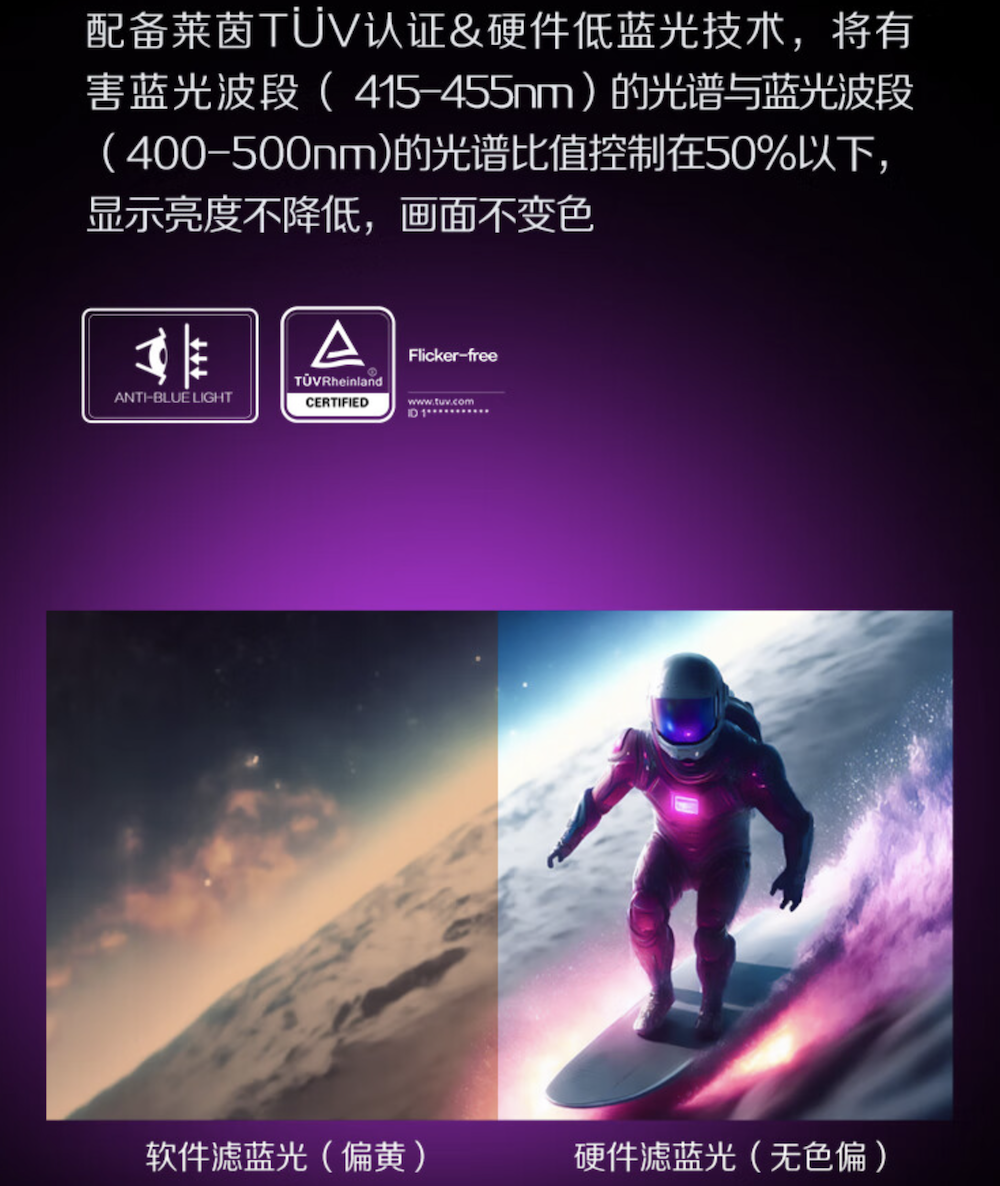 配备莱茵TÜV认证&硬件低蓝光技术，将有
害蓝光波段（ 415-455nm）的光谱与蓝光波段
（400-500nm)的光谱比值控制在50%以下，
显示亮度不降低，画面不变色
ANTI-BLUE LIGHT
TÜVRheinland®
CERTIFIED
Flicker-free
www.tuv.com
ID 1***********
软件滤蓝光（偏黄）
硬件滤蓝光（无色偏）